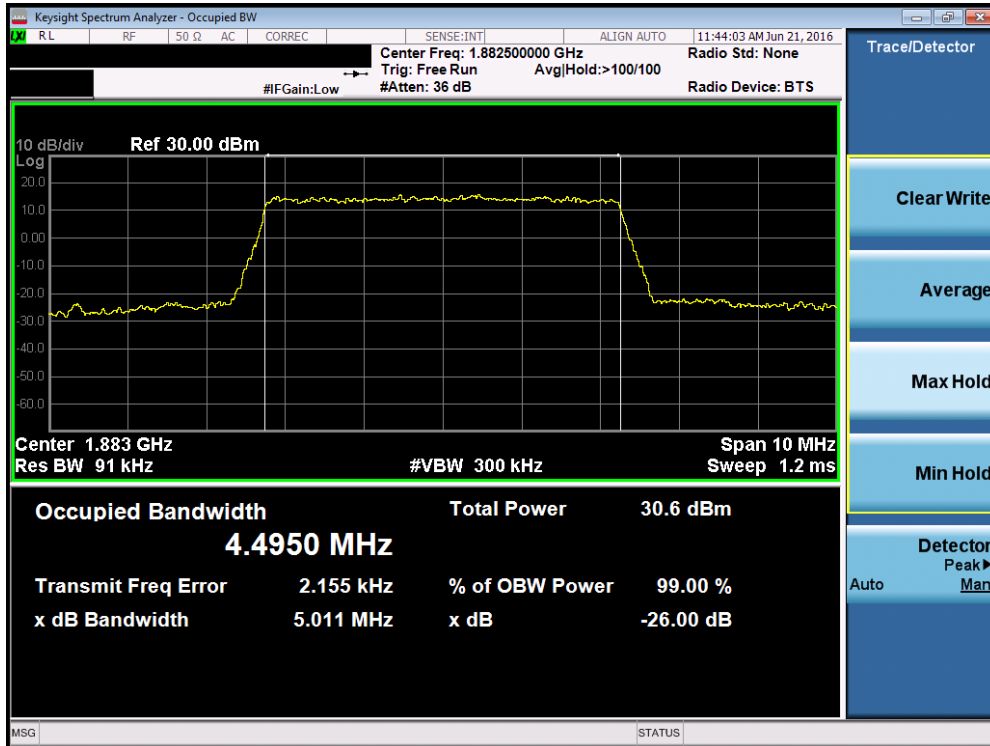 Keysight Spectrum Analyzer - Occupied BW
LXI RL RF 50 Ω AC CORREC SENSE:INT ALIGN AUTO 11:44:03 AM Jun 21, 2016
Center Freq: 1.882500000 GHz Radio Std: None
Trig: Free Run Avg|Hold:>100/100
#IFGain:Low #Atten: 36 dB Radio Device: BTS
10 dB/div Ref 30.00 dBm
Log
20.0
10.0
0.00
-10.0
-20.0
-30.0
-40.0
-50.0
-60.0
Center 1.883 GHz Span 10 MHz
Res BW 91 kHz #VBW 300 kHz Sweep 1.2 ms
Occupied Bandwidth Total Power 30.6 dBm
4.4950 MHz
Transmit Freq Error 2.155 kHz % of OBW Power 99.00 %
x dB Bandwidth 5.011 MHz x dB -26.00 dB
MSG STATUS
Trace/Detector
Clear Write
Average
Max Hold
Min Hold
Detector
Peak▶
Auto Man